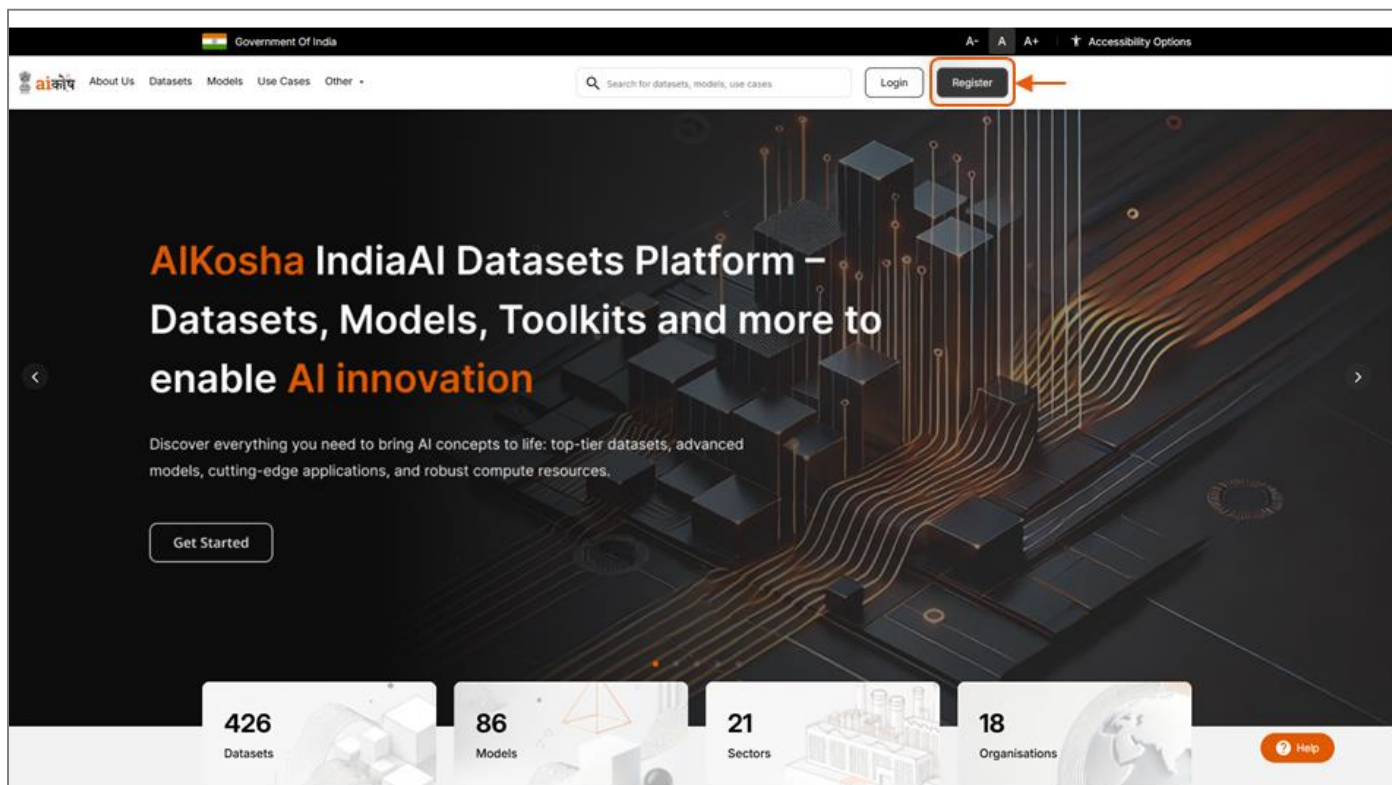 Government Of India
A- A A+ Accessibility Options
aiकोष About Us Datasets Models Use Cases Other
Search for datasets, models, use cases
Login Register
AIKosha IndiaAI Datasets Platform –
Datasets, Models, Toolkits and more to
enable AI innovation
Discover everything you need to bring AI concepts to life: top-tier datasets, advanced
models, cutting-edge applications, and robust compute resources.
Get Started
426
Datasets
86
Models
21
Sectors
18
Organisations
Help